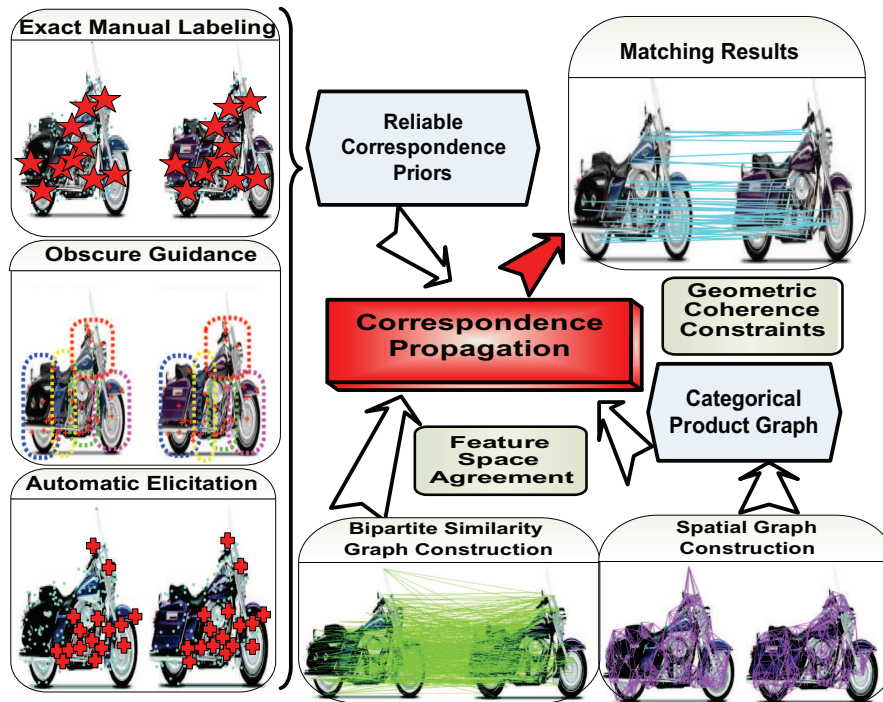 Exact Manual Labeling
Obscure Guidance
Automatic Elicitation
Reliable
Correspondence
Priors
Matching Results
Correspondence
Propagation
Geometric
Coherence
Constraints
Categorical
Product Graph
Feature
Space
Agreement
Bipartite Similarity
Graph Construction
Spatial Graph
Construction